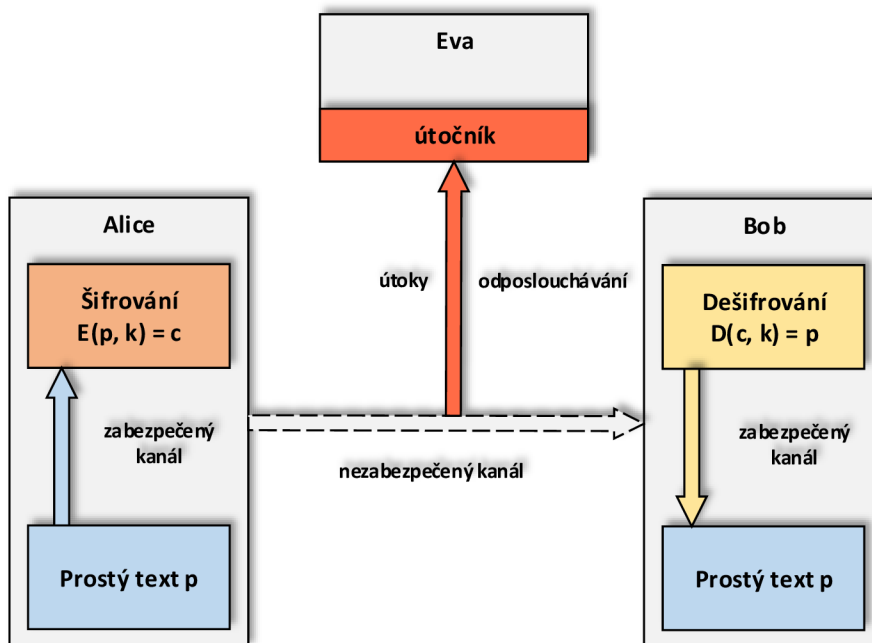 Eva
útočník
Alice
Šifrování
E(p, k) = c
zabezpečený
kanál
Prostý text p
útoky
odposlouchávání
nezabezpečený kanál
Bob
Dešifrování
D(c, k) = p
zabezpečený
kanál
Prostý text p